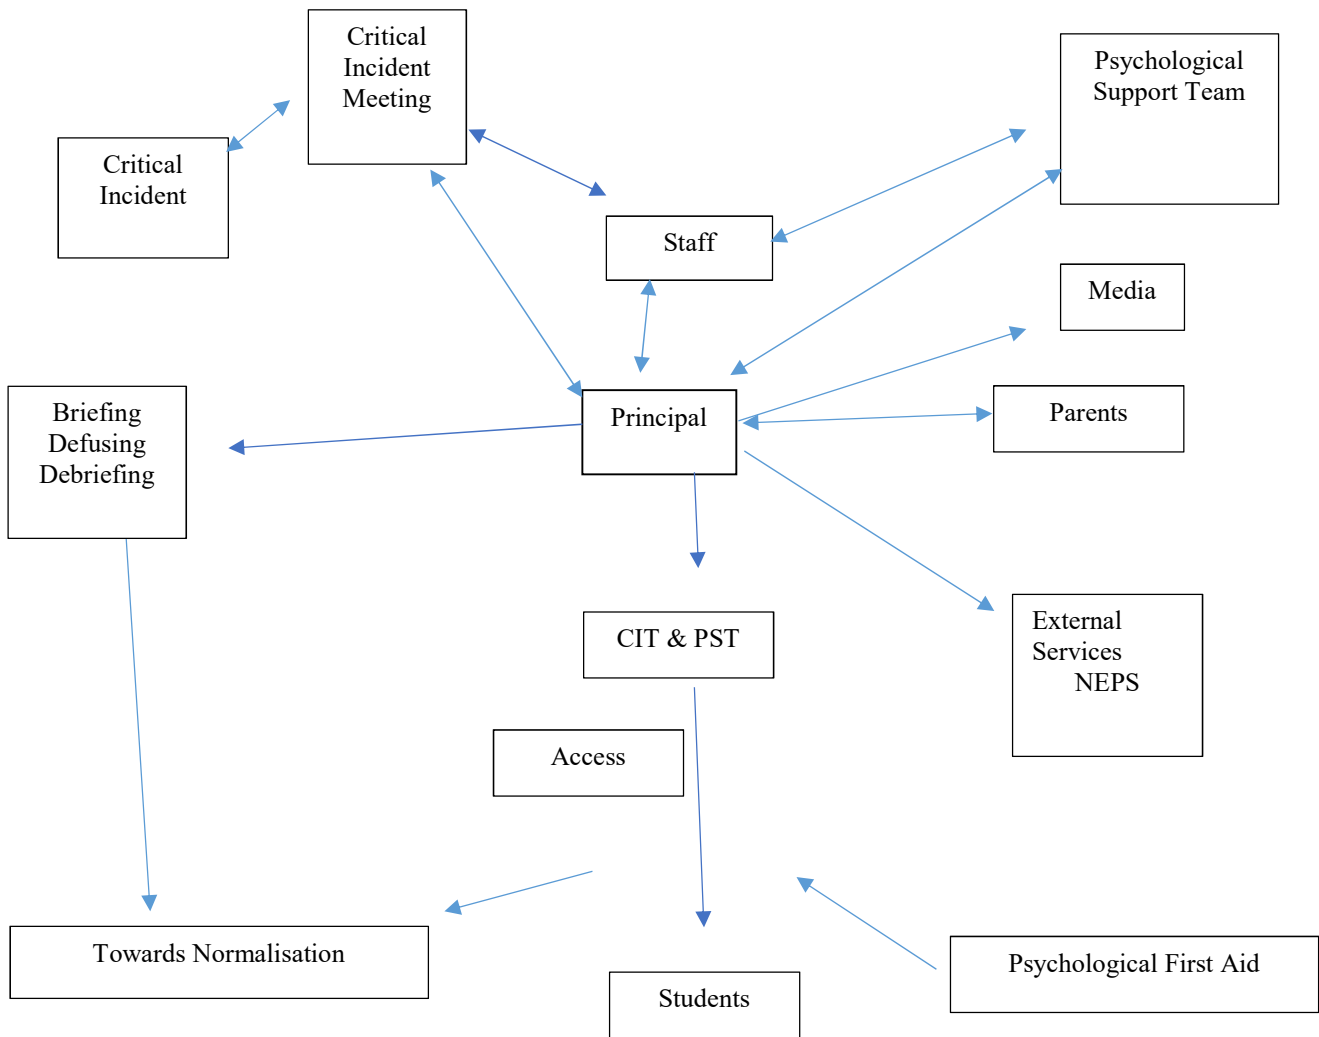 Critical
Incident
Meeting
Psychological
Support Team
Critical
Incident
Staff
Media
Briefing
Defusing
Debriefing
Principal
Parents
External
Services
NEPS
CIT & PST
Access
Towards Normalisation
Psychological First Aid
Students